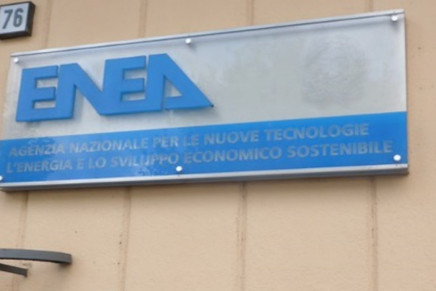 76
ENEA
AGENZIA NAZIONALE PER LE NUOVE TECNOLOGIE
L'ENERGIA E LO SVILUPPO ECONOMICO SOSTENIBILE